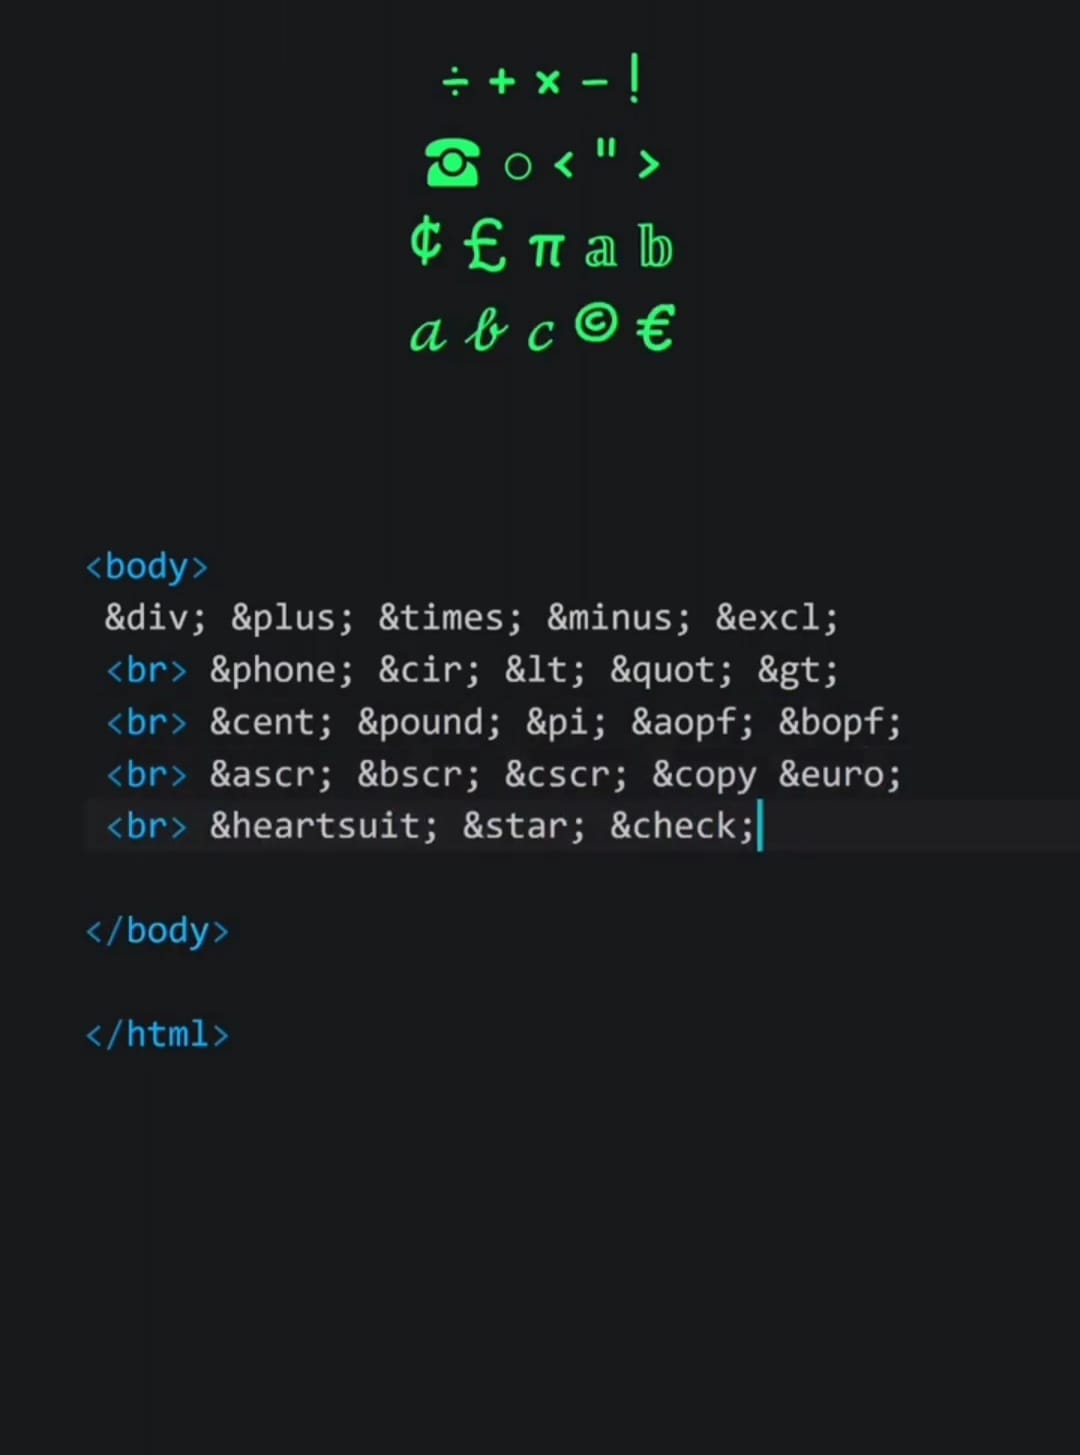 ÷ + × − !
☎ ○ < " >
¢ £ π 𝕒 𝕓
𝒶 𝒷 𝒸 © €
<body>
&div; &plus; &times; &minus; &excl;
<br> &phone; &cir; &lt; &quot; &gt;
<br> &cent; &pound; &pi; &aopf; &bopf;
<br> &ascr; &bscr; &cscr; &copy &euro;
<br> &heartsuit; &star; &check;
</body>
</html>